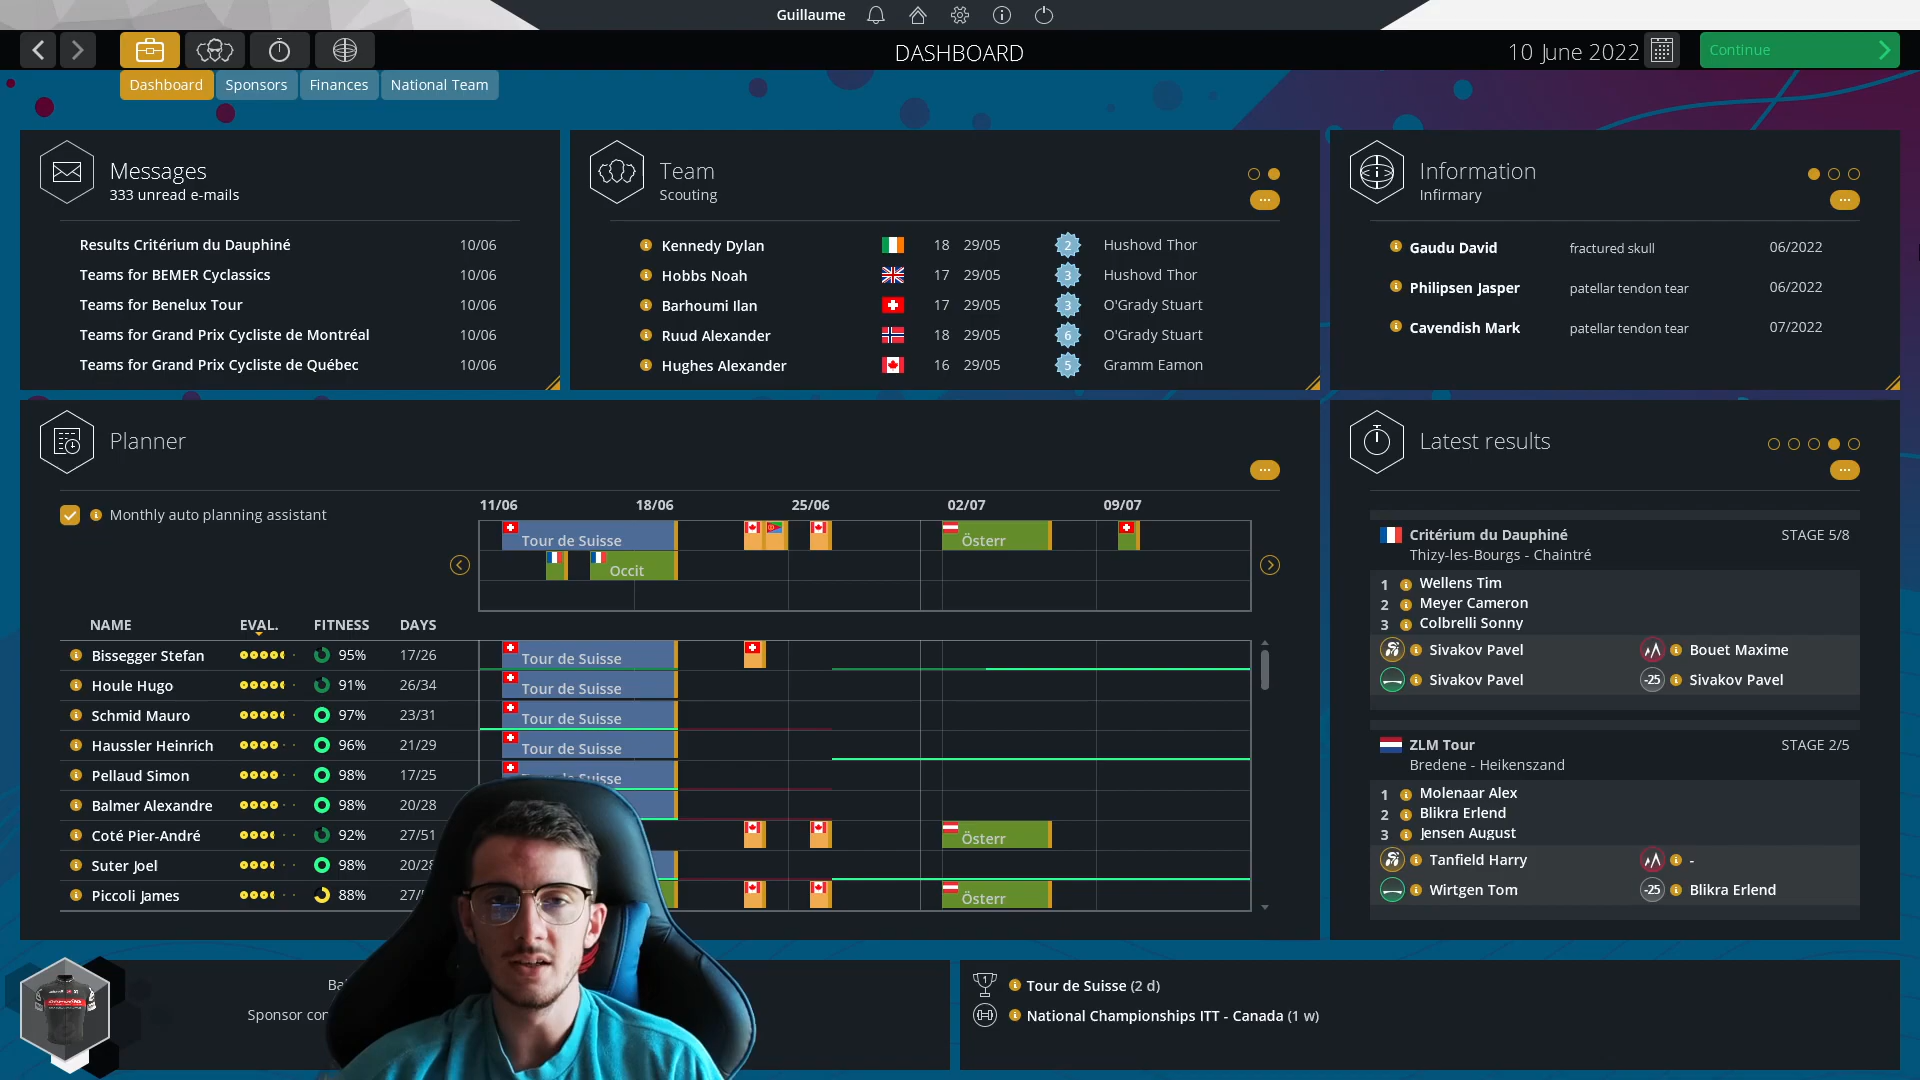 Guillaume
DASHBOARD
10 June 2022
Continue
Dashboard
Sponsors
Finances
National Team
Messages
333 unread e-mails
Results Critérium du Dauphiné 10/06
Teams for BEMER Cyclassics 10/06
Teams for Benelux Tour 10/06
Teams for Grand Prix Cycliste de Montréal 10/06
Teams for Grand Prix Cycliste de Québec 10/06
Team
Scouting
Kennedy Dylan 18 29/05 2 Hushovd Thor
Hobbs Noah 17 29/05 3 Hushovd Thor
Barhoumi Ilan 17 29/05 3 O'Grady Stuart
Ruud Alexander 18 29/05 6 O'Grady Stuart
Hughes Alexander 16 29/05 5 Gramm Eamon
Information
Infirmary
Gaudu David fractured skull 06/2022
Philipsen Jasper patellar tendon tear 06/2022
Cavendish Mark patellar tendon tear 07/2022
Planner
Monthly auto planning assistant
11/06 18/06 25/06 02/07 09/07
Tour de Suisse Österr
Occit
NAME EVAL. FITNESS DAYS
Bissegger Stefan 95% 17/26 Tour de Suisse
Houle Hugo 91% 26/34 Tour de Suisse
Schmid Mauro 97% 23/31 Tour de Suisse
Haussler Heinrich 96% 21/29 Tour de Suisse
Pellaud Simon 98% 17/25 Tour de Suisse
Balmer Alexandre 98% 20/28
Coté Pier-André 92% 27/51 Österr
Suter Joel 98% 20/28
Piccoli James 88% 27/ Österr
Latest results
Critérium du Dauphiné STAGE 5/8
Thizy-les-Bourgs - Chaintré
1 Wellens Tim
2 Meyer Cameron
3 Colbrelli Sonny
Sivakov Pavel Bouet Maxime
Sivakov Pavel -25 Sivakov Pavel
ZLM Tour STAGE 2/5
Bredene - Heikenszand
1 Molenaar Alex
2 Blikra Erlend
3 Jensen August
Tanfield Harry -
Wirtgen Tom -25 Blikra Erlend
Sponsor
Tour de Suisse (2 d)
National Championships ITT - Canada (1 w)